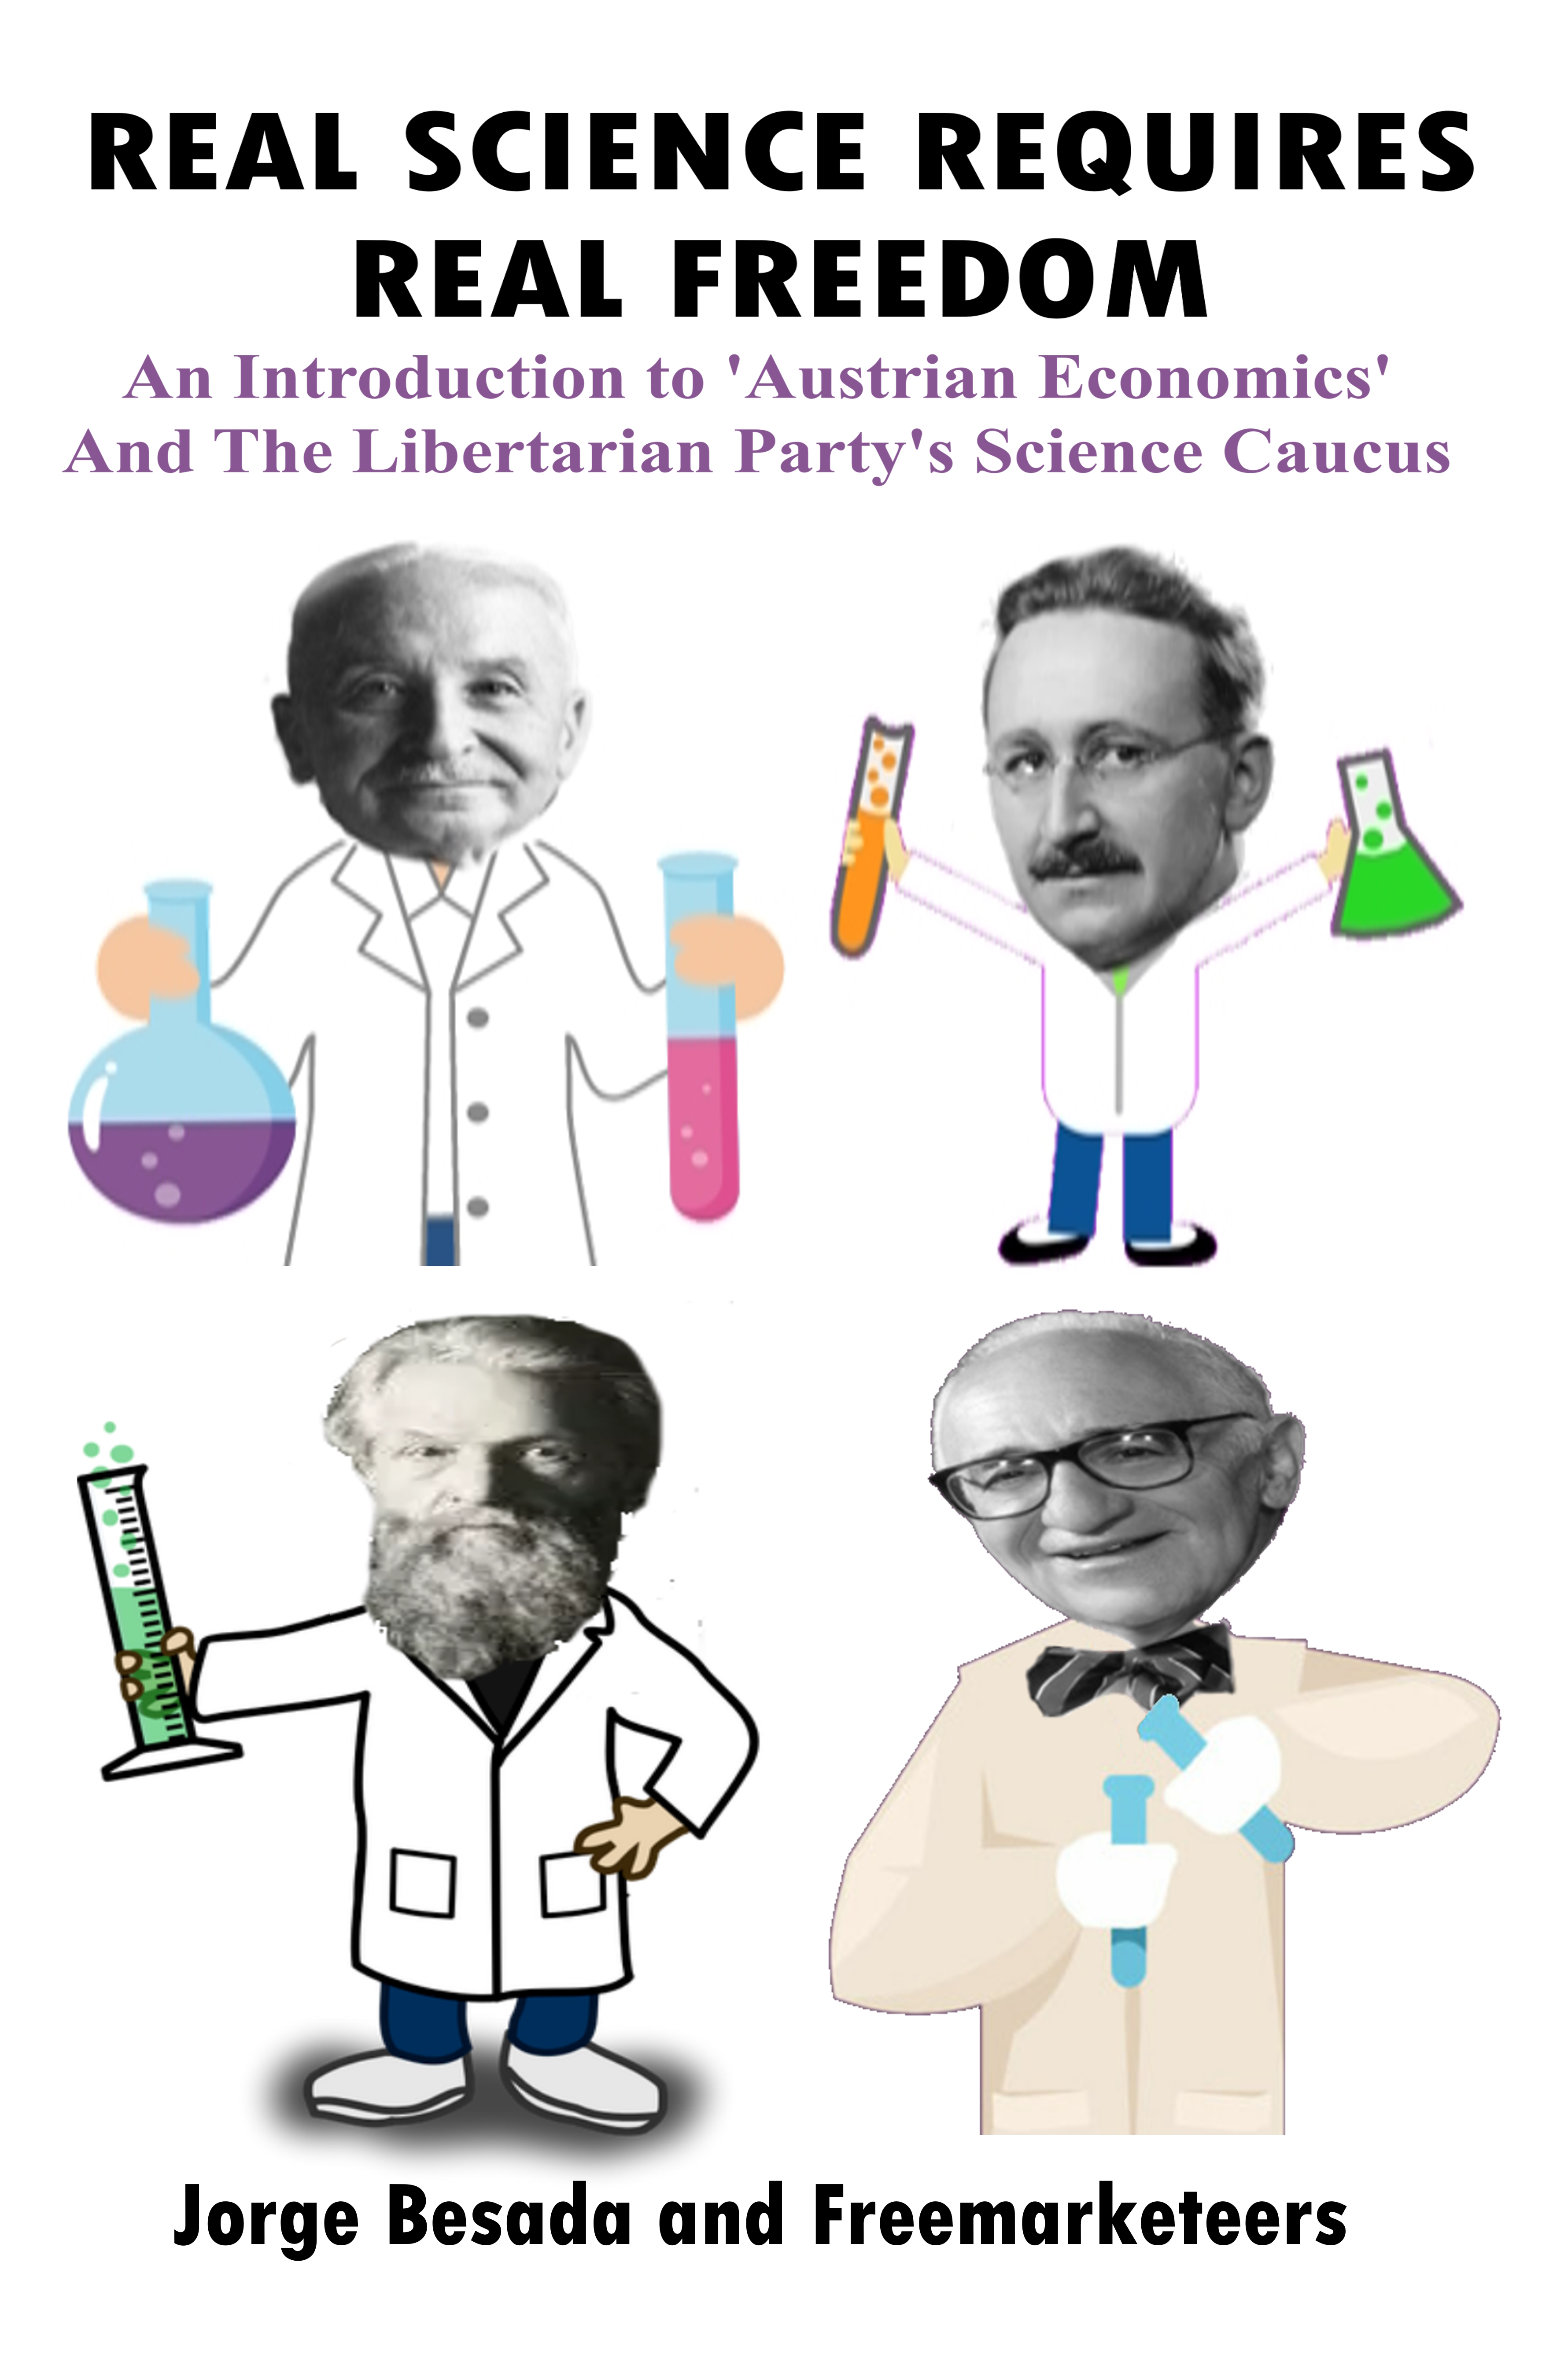 REAL SCIENCE REQUIRES
REAL FREEDOM
An Introduction to 'Austrian Economics'
And The Libertarian Party's Science Caucus
Jorge Besada and Freemarketeers